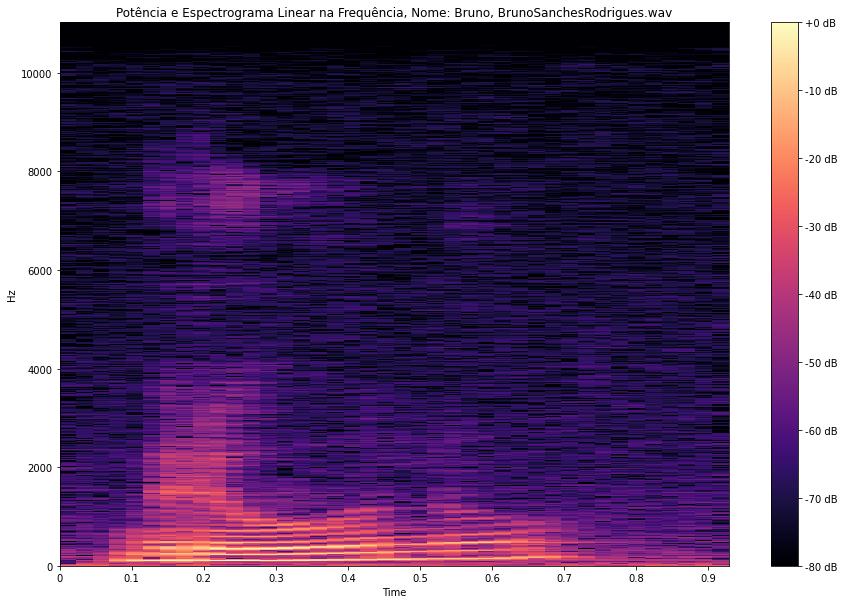 Potência e Espectrograma Linear na Frequência, Nome: Bruno, BrunoSanchesRodrigues.wav
Hz
10000
8000
6000
4000
2000
0
0 0.1 0.2 0.3 0.4 0.5 0.6 0.7 0.8 0.9
Time
+0 dB
-10 dB
-20 dB
-30 dB
-40 dB
-50 dB
-60 dB
-70 dB
-80 dB